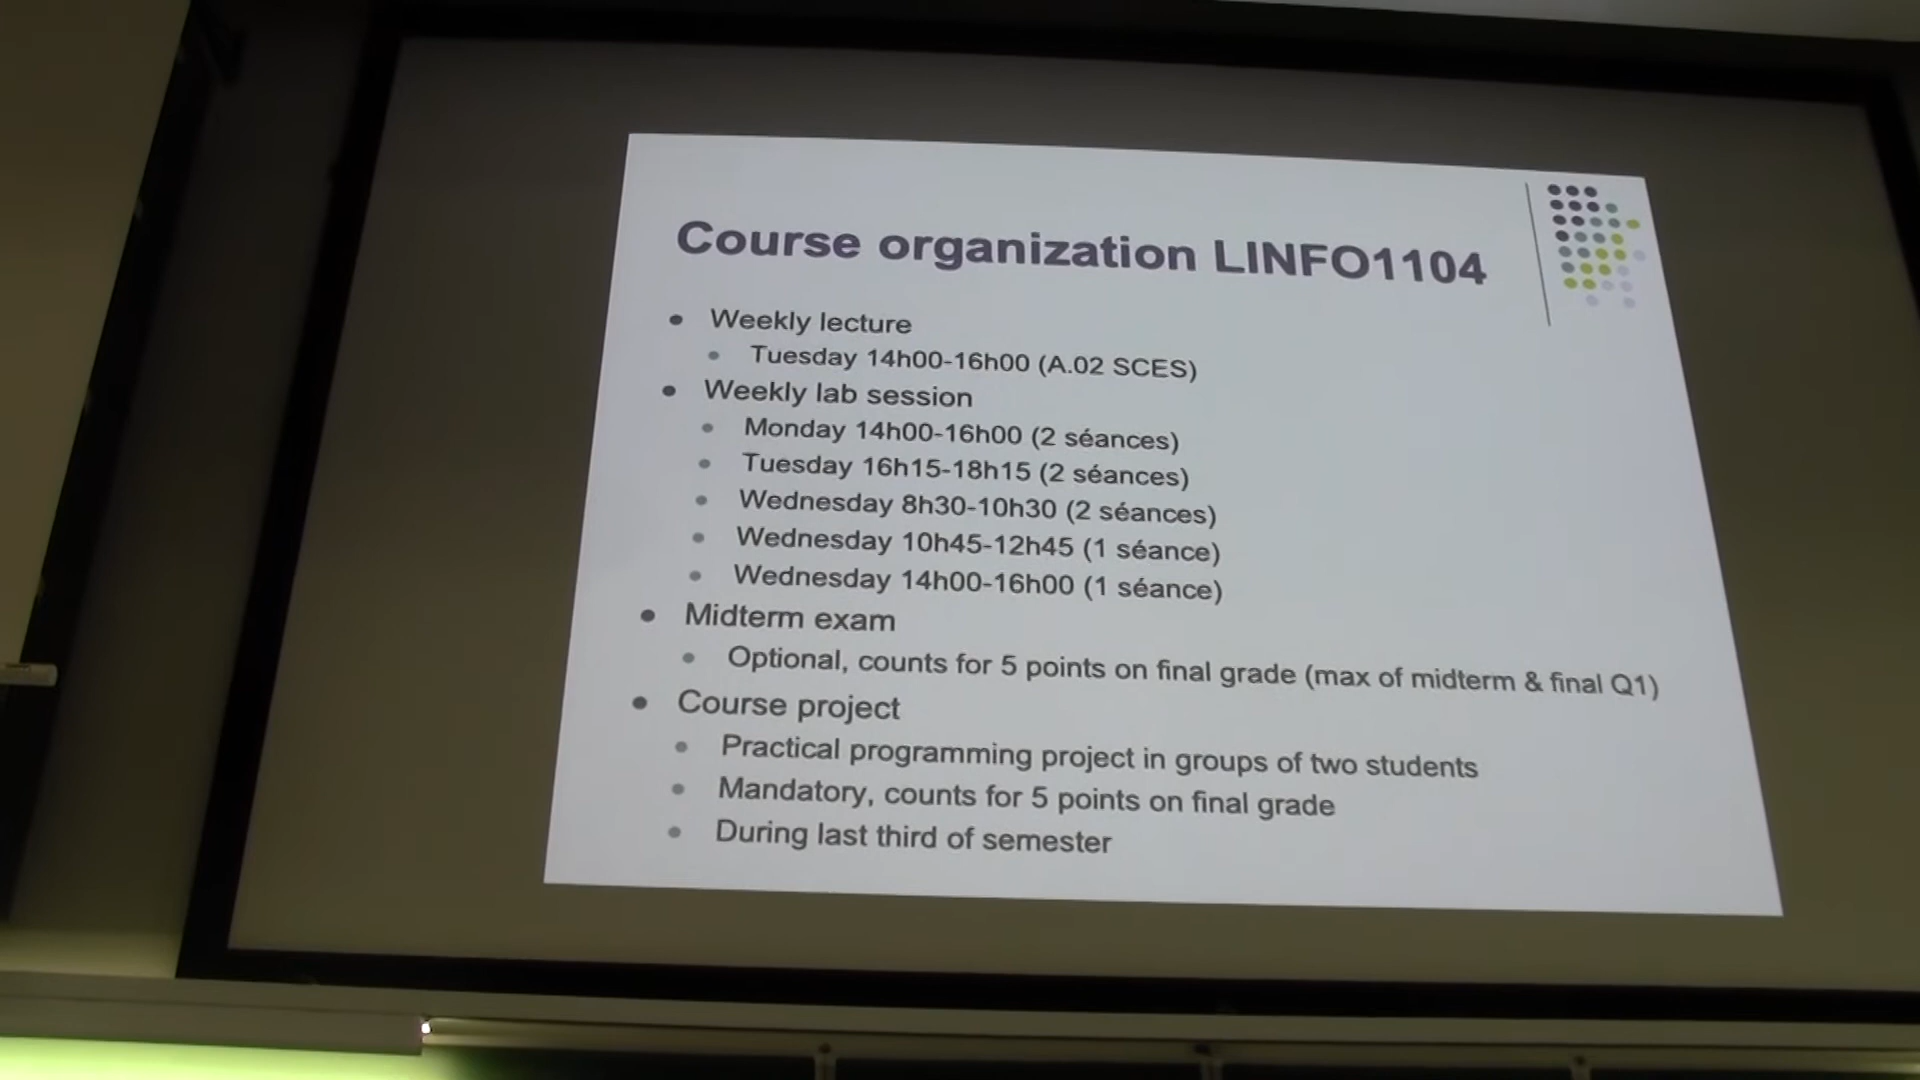 Course organization LINFO1104
Weekly lecture
Tuesday 14h00-16h00 (A.02 SCES)
Weekly lab session
Monday 14h00-16h00 (2 séances)
Tuesday 16h15-18h15 (2 séances)
Wednesday 8h30-10h30 (2 séances)
Wednesday 10h45-12h45 (1 séance)
Wednesday 14h00-16h00 (1 séance)
Midterm exam
Optional, counts for 5 points on final grade (max of midterm & final Q1)
Course project
Practical programming project in groups of two students
Mandatory, counts for 5 points on final grade
During last third of semester